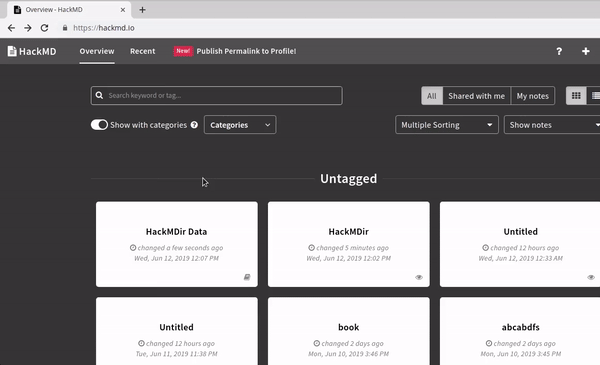 Overview - HackMD
https://hackmd.io
HackMD Overview Recent New! Publish Permalink to Profile!
Search keyword or tag...
All Shared with me My notes
Show with categories Categories Multiple Sorting Show notes
Untagged
HackMDir Data
changed a few seconds ago
Wed, Jun 12, 2019 12:07 PM
HackMDir
changed 5 minutes ago
Wed, Jun 12, 2019 12:02 PM
Untitled
changed 12 hours ago
Wed, Jun 12, 2019 12:33 AM
Untitled
changed 12 hours ago
Tue, Jun 11, 2019 11:38 PM
book
changed 2 days ago
Mon, Jun 10, 2019 3:46 PM
abcabdfs
changed 2 days ago
Mon, Jun 10, 2019 3:45 PM